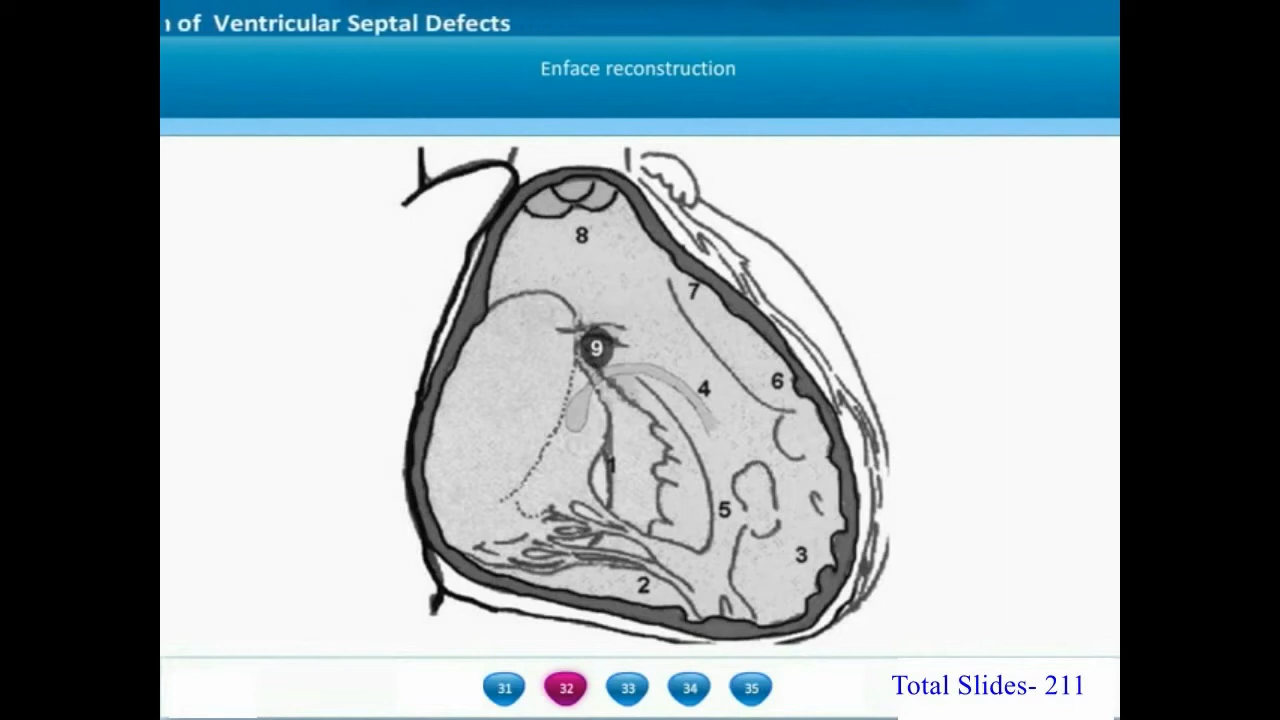 of Ventricular Septal Defects
Enface reconstruction
8
7
9
6
4
1
5
3
2
31 32 33 34 35
Total Slides- 211